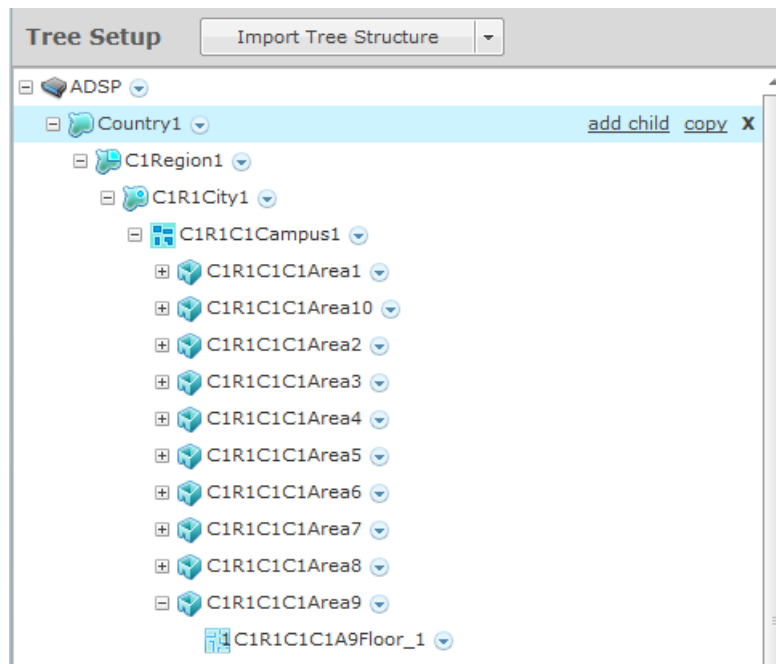 Tree Setup Import Tree Structure
ADSP
Country1 add child copy X
C1Region1
C1R1City1
C1R1C1Campus1
C1R1C1C1Area1
C1R1C1C1Area10
C1R1C1C1Area2
C1R1C1C1Area3
C1R1C1C1Area4
C1R1C1C1Area5
C1R1C1C1Area6
C1R1C1C1Area7
C1R1C1C1Area8
C1R1C1C1Area9
1 C1R1C1C1A9Floor_1